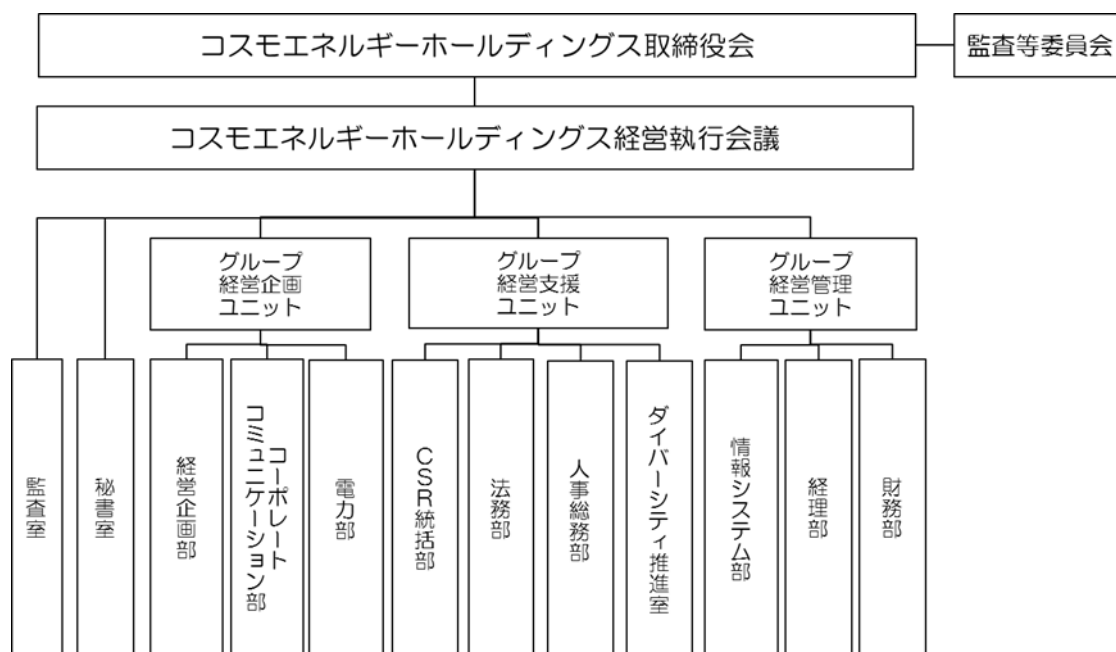 コスモエネルギーホールディングス取締役会
監査等委員会
コスモエネルギーホールディングス経営執行会議
グループ
経営企画
ユニット
グループ
経営支援
ユニット
グループ
経営管理
ユニット
監査室
秘書室
経営企画部
コーポレート
コミュニケーション部
電力部
CSR統括部
法務部
人事総務部
ダイバーシティ推進室
情報システム部
経理部
財務部